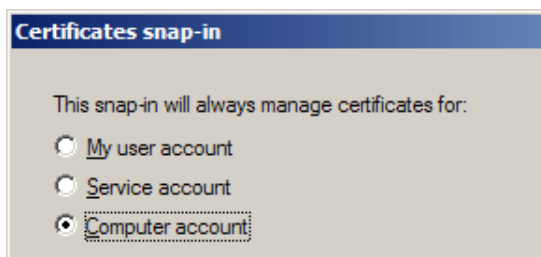 Certificates snap-in
This snap-in will always manage certificates for:
My user account
Service account
Computer account